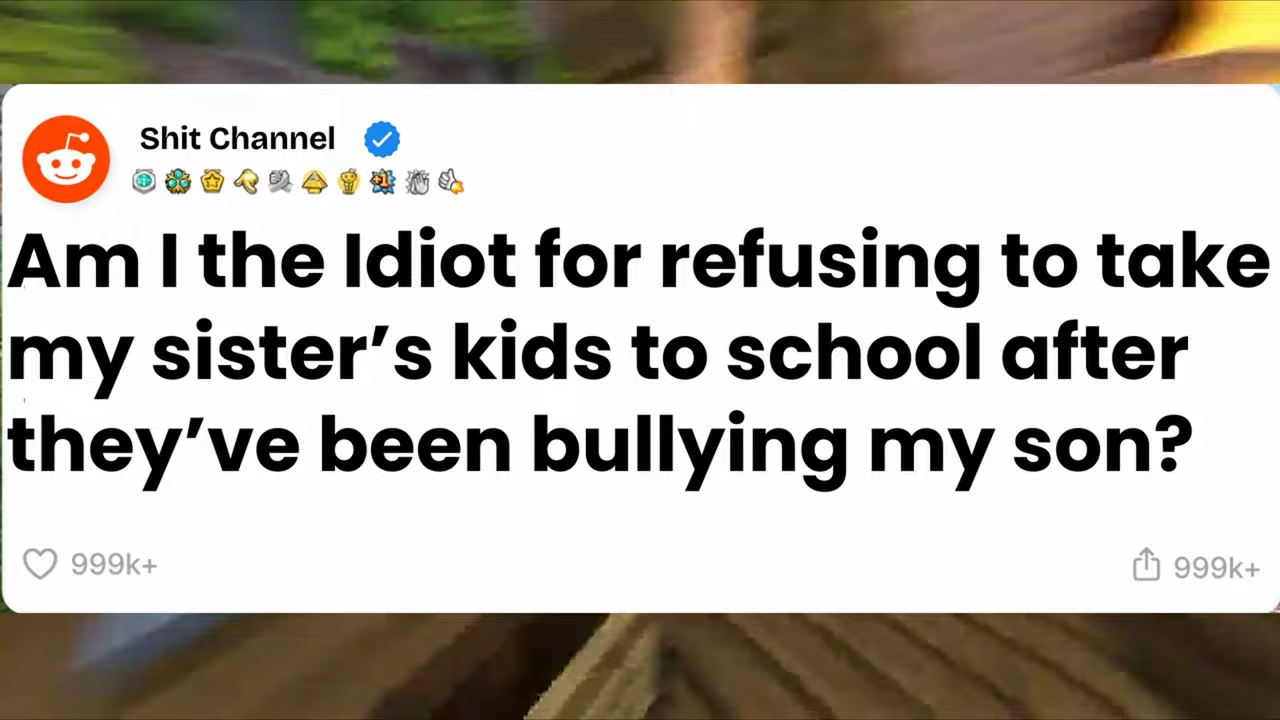 Shit Channel
Am I the Idiot for refusing to take
my sister’s kids to school after
they’ve been bullying my son?
999k+
999k+